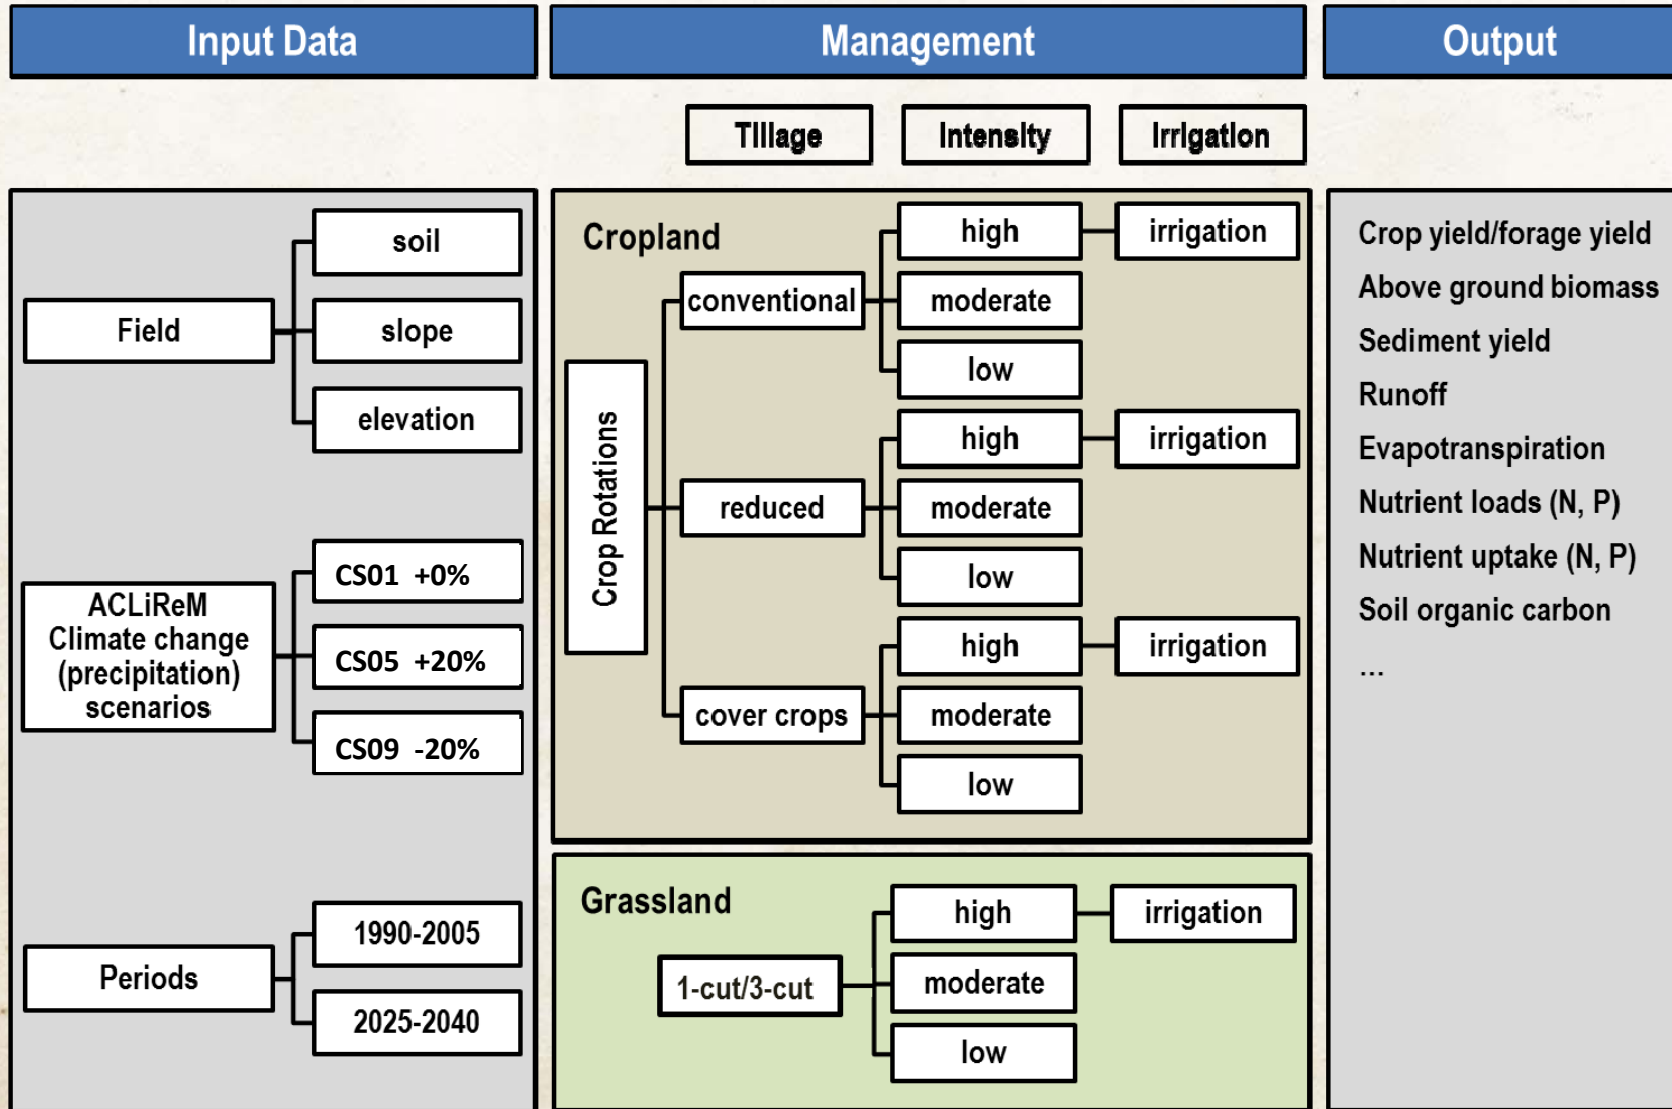 Input Data
Management
Output
Tillage
Intensity
Irrigation
Field
soil
slope
elevation
ACLiReM
Climate change
(precipitation)
scenarios
CS01 +0%
CS05 +20%
CS09 -20%
Periods
1990-2005
2025-2040
Cropland
Crop Rotations
conventional
high
irrigation
moderate
low
reduced
high
irrigation
moderate
low
cover crops
high
irrigation
moderate
low
Grassland
1-cut/3-cut
high
irrigation
moderate
low
Crop yield/forage yield
Above ground biomass
Sediment yield
Runoff
Evapotranspiration
Nutrient loads (N, P)
Nutrient uptake (N, P)
Soil organic carbon
...